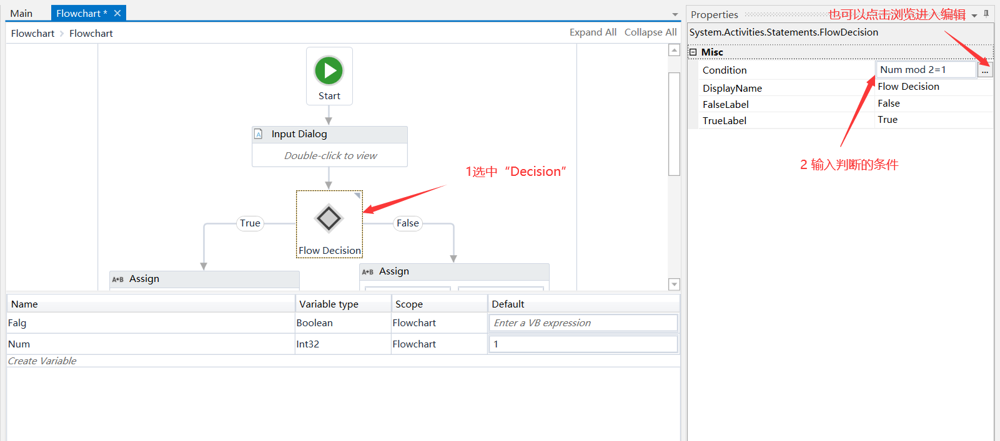 Main
Flowchart *
Flowchart > Flowchart
Expand All Collapse All
Start
Input Dialog
Double-click to view
1选中“Decision”
True
False
Flow Decision
A+B Assign
A+B Assign
Name Variable type Scope Default
Falg Boolean Flowchart Enter a VB expression
Num Int32 Flowchart 1
Create Variable
Properties
也可以点击浏览进入编辑
System.Activities.Statements.FlowDecision
Misc
Condition Num mod 2=1 ...
DisplayName Flow Decision
FalseLabel False
TrueLabel True
2 输入判断的条件